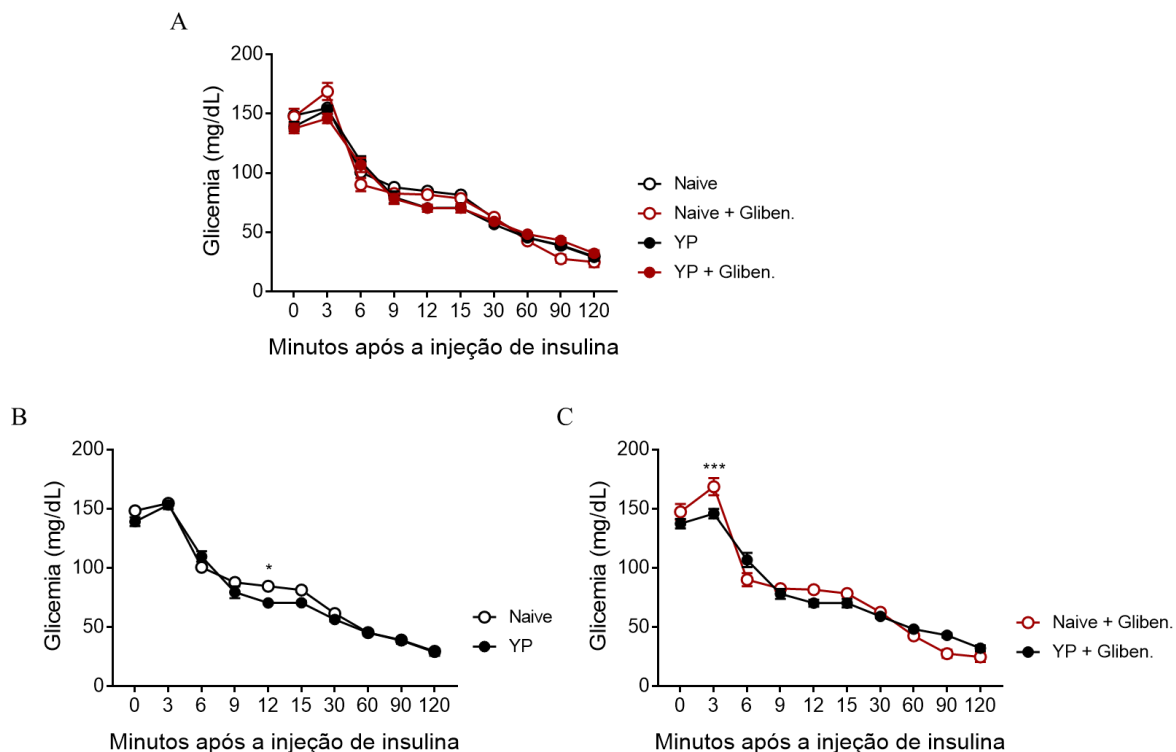 A
200
150
100
50
0
Glicemia (mg/dL)
0 3 6 9 12 15 30 60 90 120
Minutos após a injeção de insulina
Naive
Naive + Gliben.
YP
YP + Gliben.
B
200
150
100
50
0
Glicemia (mg/dL)
*
0 3 6 9 12 15 30 60 90 120
Minutos após a injeção de insulina
Naive
YP
C
200
150
100
50
0
Glicemia (mg/dL)
***
0 3 6 9 12 15 30 60 90 120
Minutos após a injeção de insulina
Naive + Gliben.
YP + Gliben.